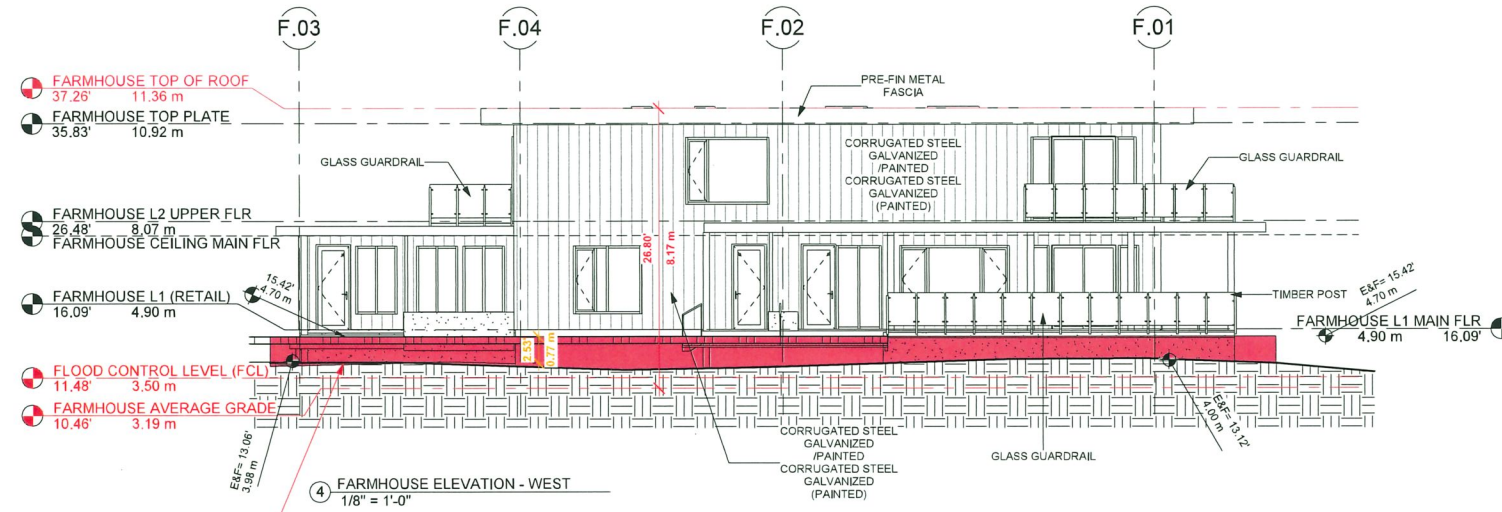 F.03
F.04
F.02
F.01
FARMHOUSE TOP OF ROOF
37.26' 11.36 m
FARMHOUSE TOP PLATE
35.83' 10.92 m
PRE-FIN METAL
FASCIA
GLASS GUARDRAIL
CORRUGATED STEEL
GALVANIZED
/PAINTED
CORRUGATED STEEL
GALVANIZED
(PAINTED)
GLASS GUARDRAIL
FARMHOUSE L2 UPPER FLR
26.48' 8.07 m
FARMHOUSE CEILING MAIN FLR
26.80'
8.17 m
15.42'
4.70 m
FARMHOUSE L1 (RETAIL)
16.09' 4.90 m
TIMBER POST
E&F= 15.42'
4.70 m
FARMHOUSE L1 MAIN FLR
4.90 m 16.09'
2.53'
0.77 m
FLOOD CONTROL LEVEL (FCL)
11.48' 3.50 m
FARMHOUSE AVERAGE GRADE
10.46' 3.19 m
E&F= 13.06'
3.98 m
E&F= 13.12'
4.00 m
CORRUGATED STEEL
GALVANIZED
/PAINTED
CORRUGATED STEEL
GALVANIZED
(PAINTED)
GLASS GUARDRAIL
4 FARMHOUSE ELEVATION - WEST
1/8" = 1'-0"